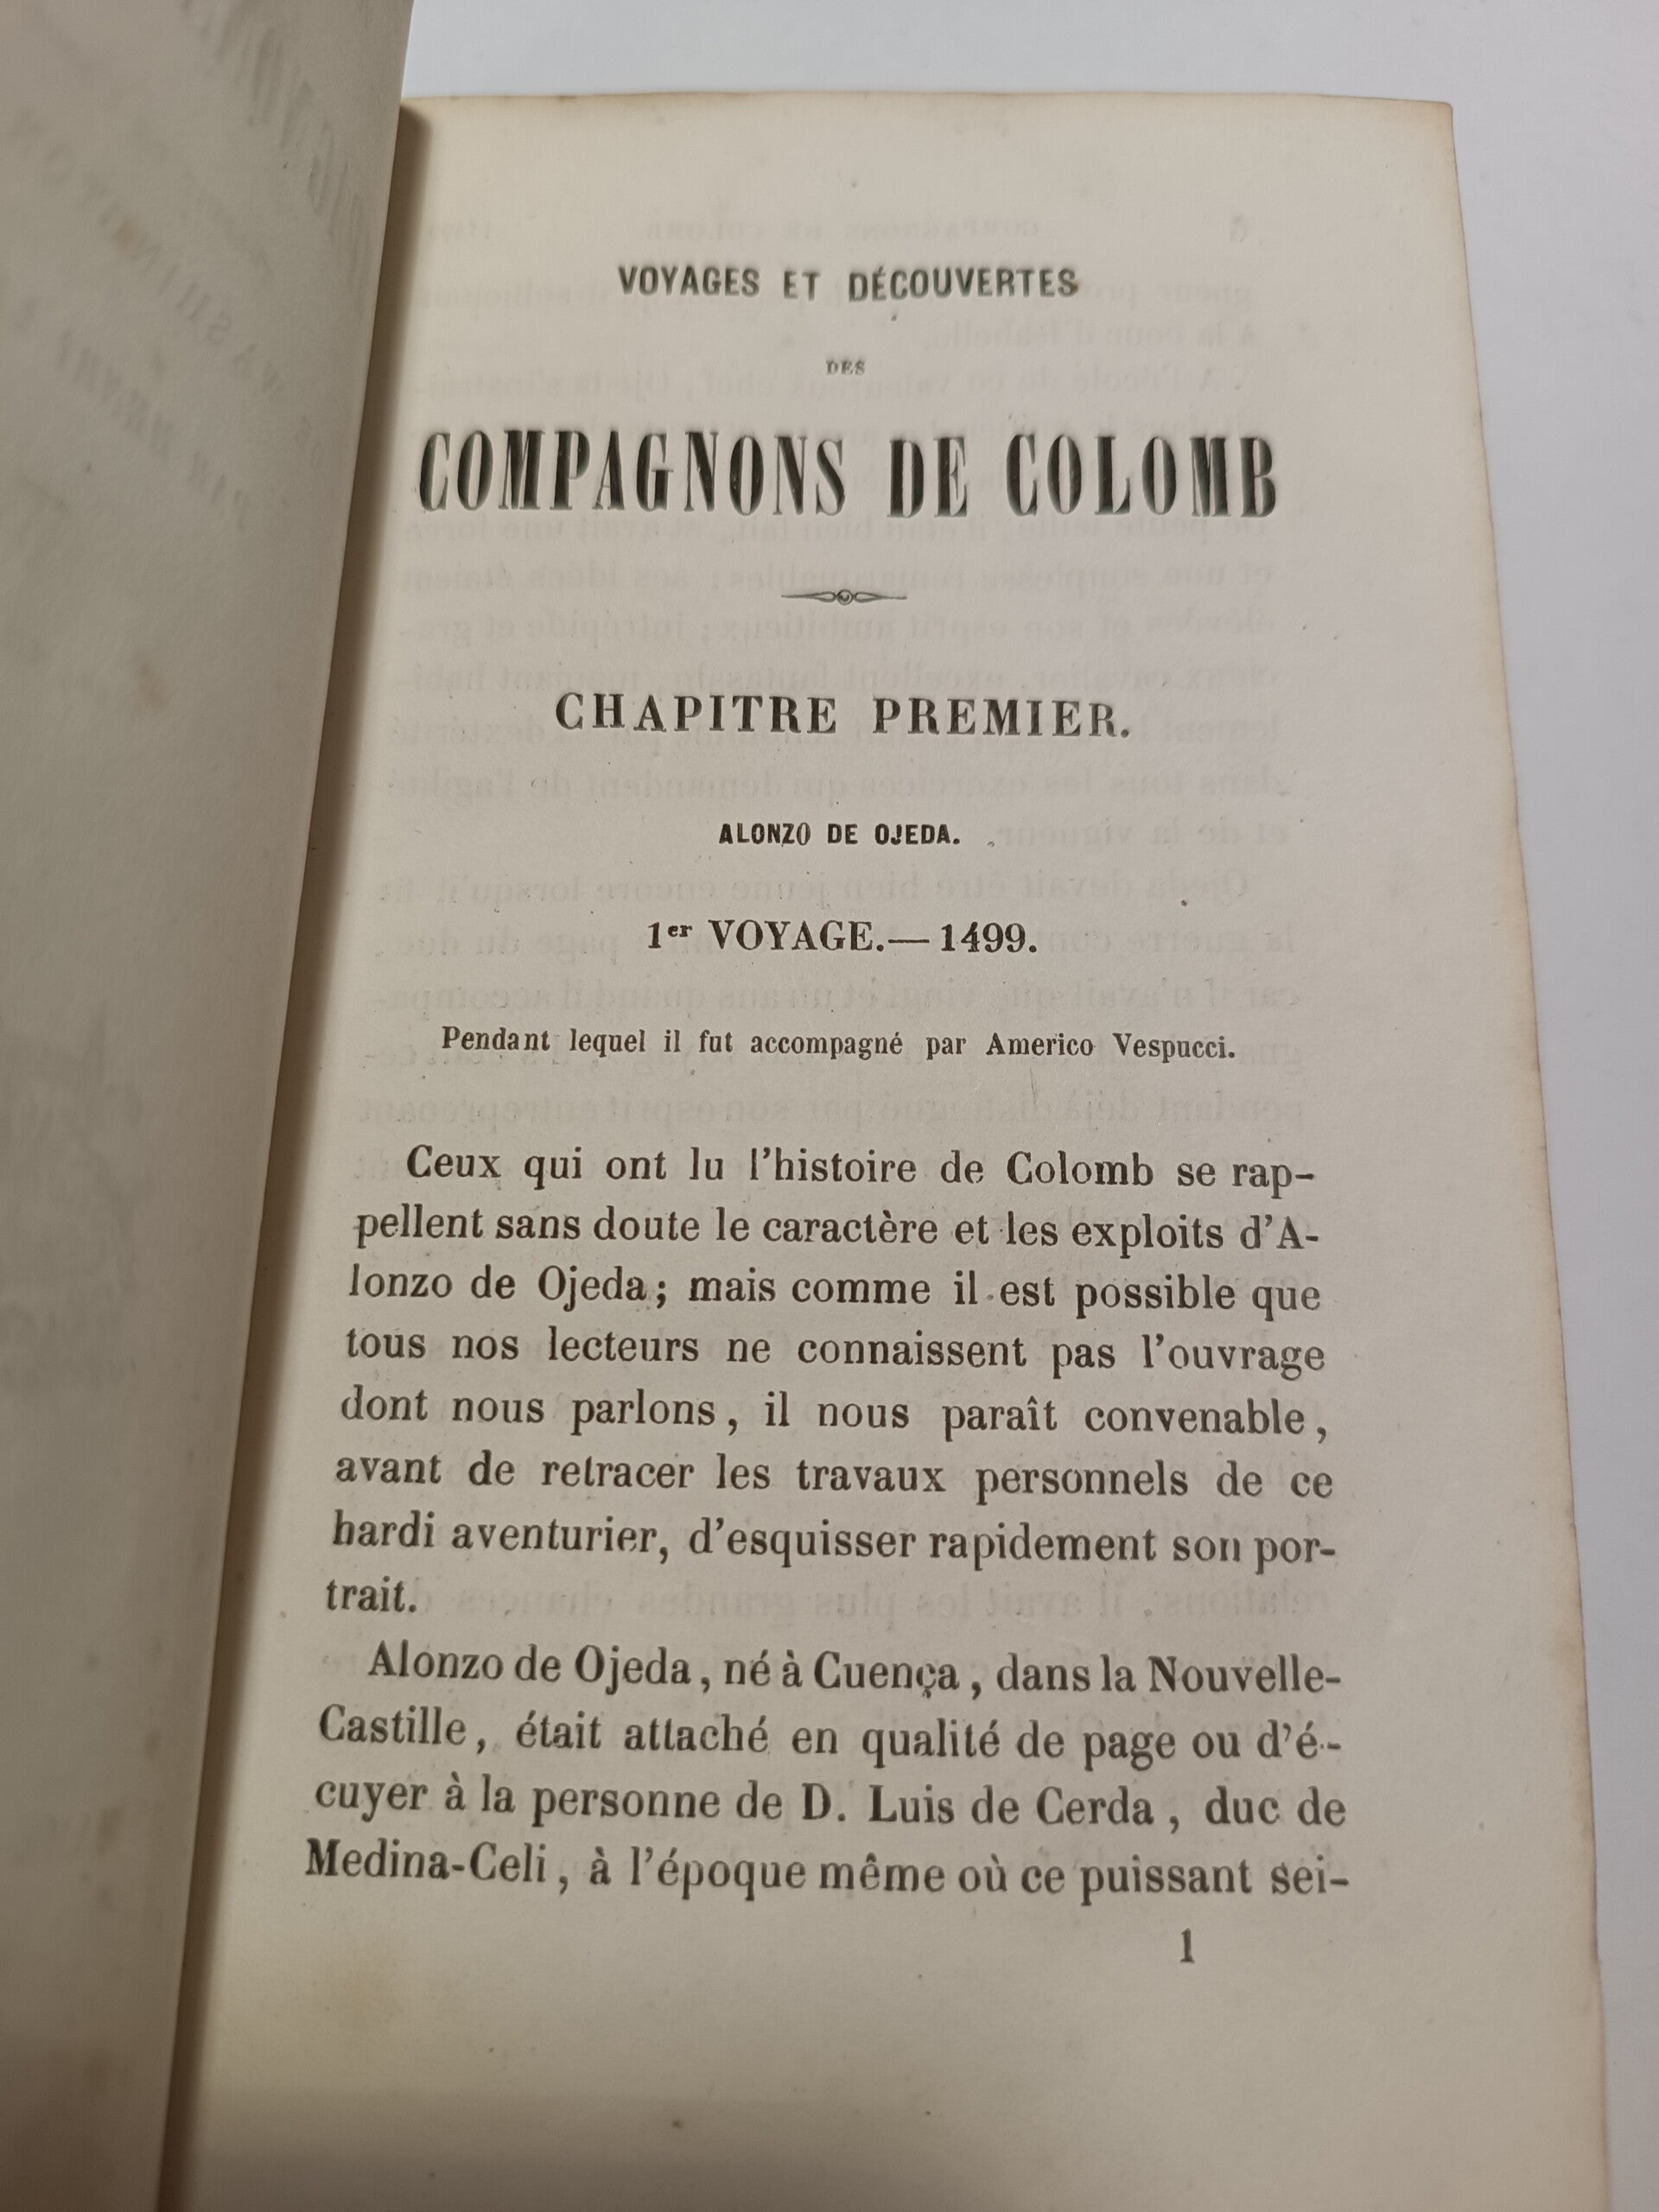 VOYAGES ET DÉCOUVERTES
DES
COMPAGNONS DE COLOMB
CHAPITRE PREMIER.
ALONZO DE OJEDA.
1er VOYAGE.—1499.
Pendant lequel il fut accompagné par Americo Vespucci.
Ceux qui ont lu l'histoire de Colomb se rap-
pellent sans doute le caractère et les exploits d'A-
lonzo de Ojeda; mais comme il est possible que
tous nos lecteurs ne connaissent pas l'ouvrage
dont nous parlons, il nous paraît convenable,
avant de retracer les travaux personnels de ce
hardi aventurier, d'esquisser rapidement son por-
trait.
Alonzo de Ojeda, né à Cuença, dans la Nouvelle-
Castille, était attaché en qualité de page ou d'é-
cuyer à la personne de D. Luis de Cerda, duc de
Medina-Celi, à l'époque même où ce puissant sei-
1